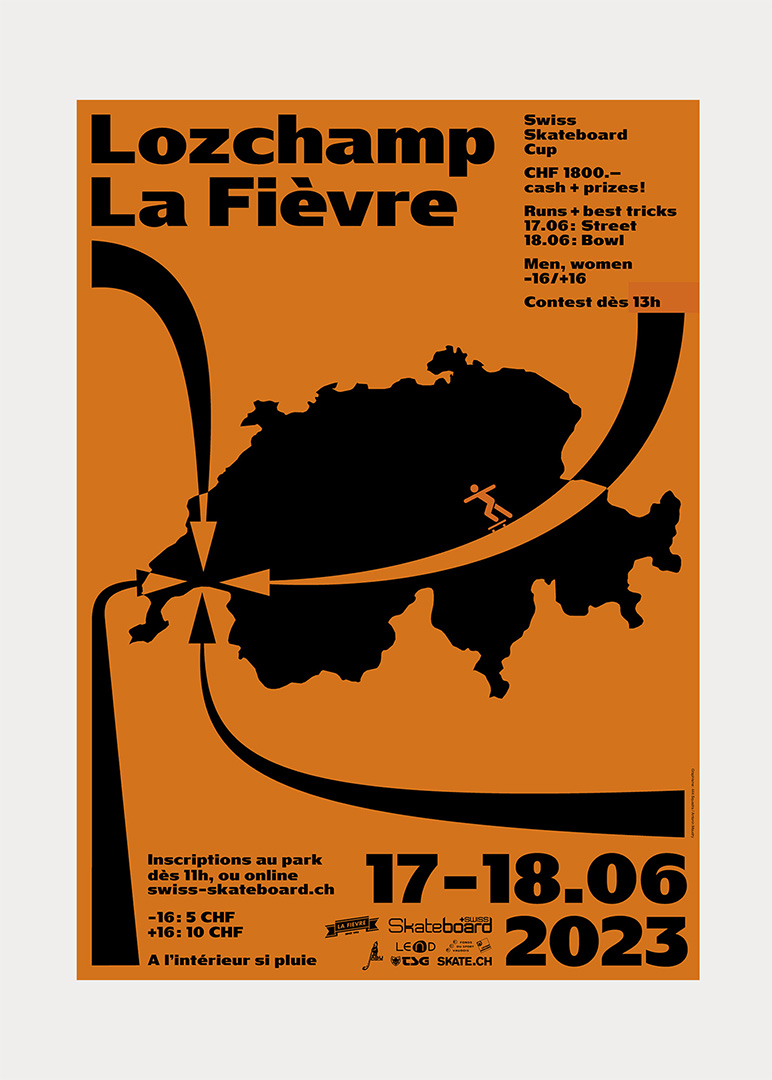 Lozchamp
La Fièvre
Swiss
Skateboard
Cup
CHF 1800.–
cash + prizes!
Runs + best tricks
17.06: Street
18.06: Bowl
Men, women
-16/+16
Contest dès 13h
Inscriptions au park
dès 11h, ou online
swiss-skateboard.ch
-16: 5 CHF
+16: 10 CHF
A l'intérieur si pluie
17–18.06
2023
LA FIEVRE
+SWISS
Skateboard
TSG
SKATE.CH